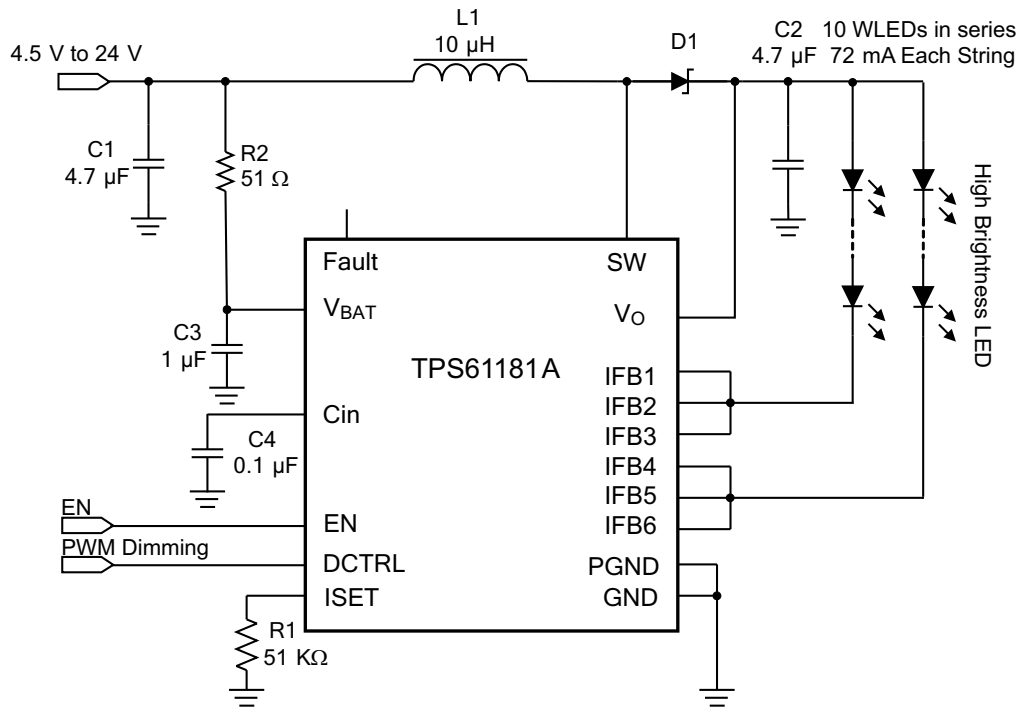 4.5 V to 24 V
L1
10 µH
D1
C2
4.7 µF
10 WLEDs in series
72 mA Each String
C1
4.7 µF
R2
51 Ω
High Brightness LED
Fault
SW
VBAT
VO
C3
1 µF
TPS61181A
IFB1
IFB2
IFB3
Cin
C4
0.1 µF
IFB4
IFB5
IFB6
EN
EN
PWM Dimming
DCTRL
PGND
ISET
GND
R1
51 KΩ